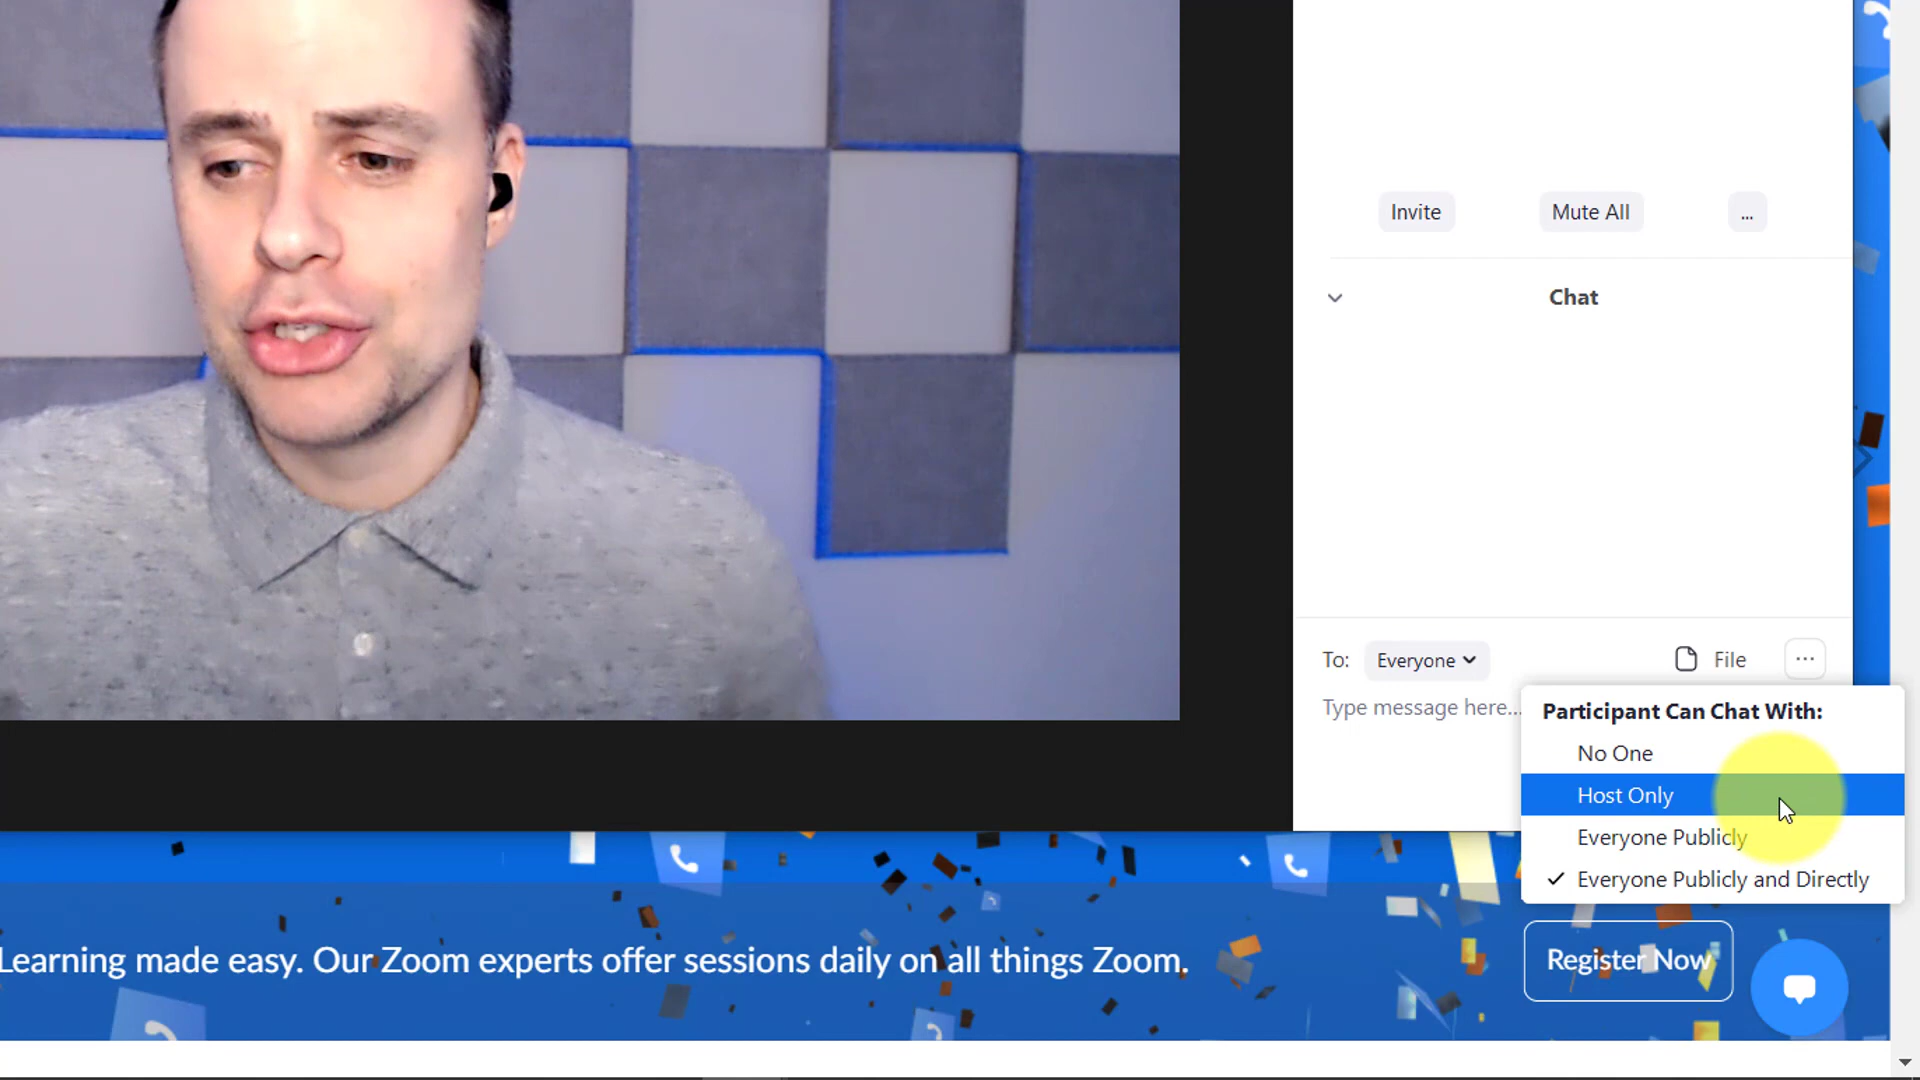 Invite
Mute All
...
Chat
To: Everyone
File
Type message here...
Participant Can Chat With:
No One
Host Only
Everyone Publicly
Everyone Publicly and Directly
Learning made easy. Our Zoom experts offer sessions daily on all things Zoom.
Register Now